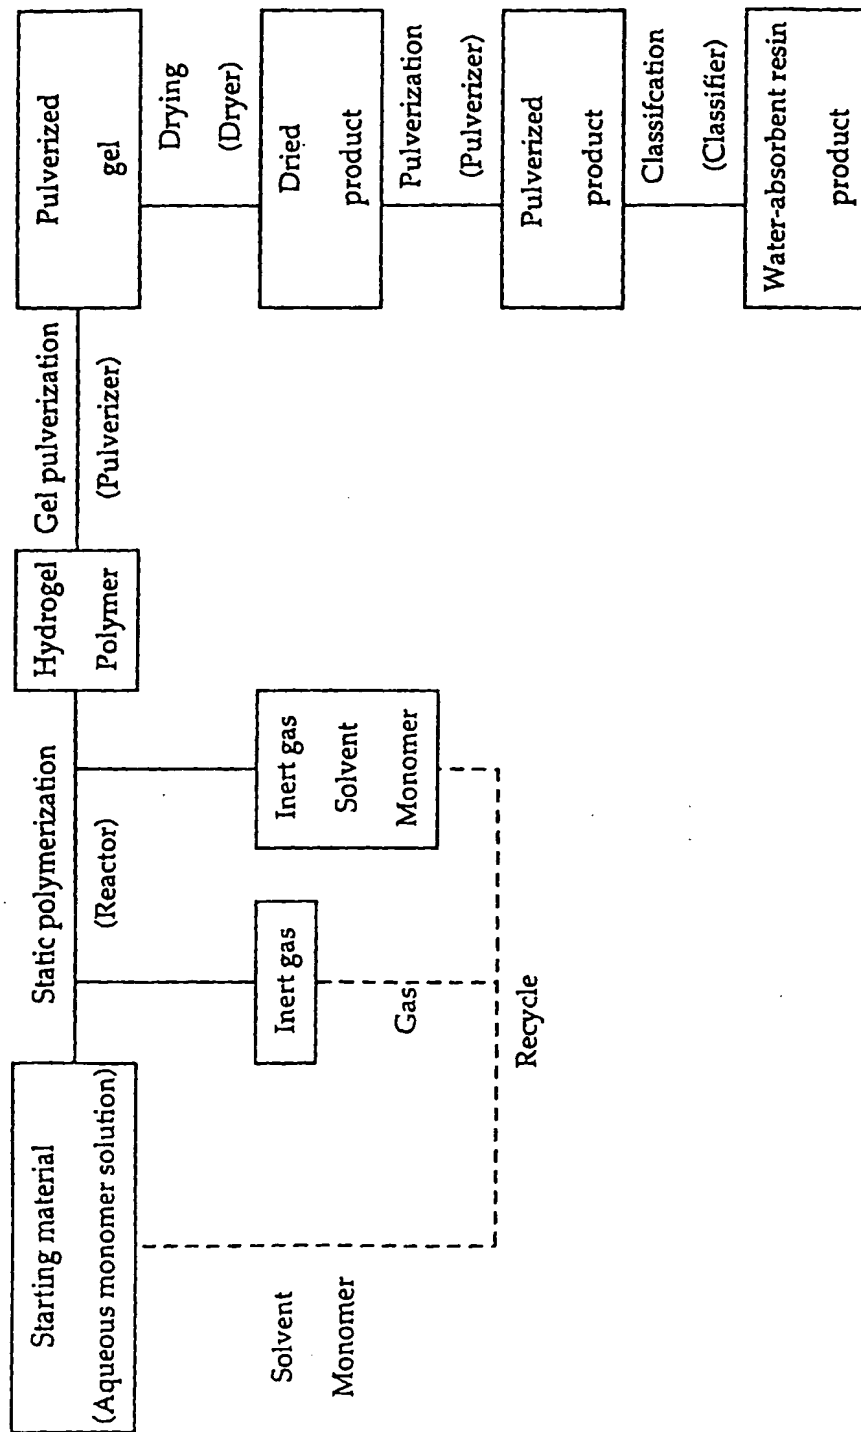 Starting material
(Aqueous monomer solution)
Static polymerization
(Reactor)
Hydrogel
Polymer
Gel pulverization
(Pulverizer)
Pulverized
gel
Drying
(Dryer)
Dried
product
Pulverization
(Pulverizer)
Pulverized
product
Classifcation
(Classifier)
Water-absorbent resin
product
Inert gas
Inert gas
Solvent
Monomer
Gas
Recycle
Solvent
Monomer